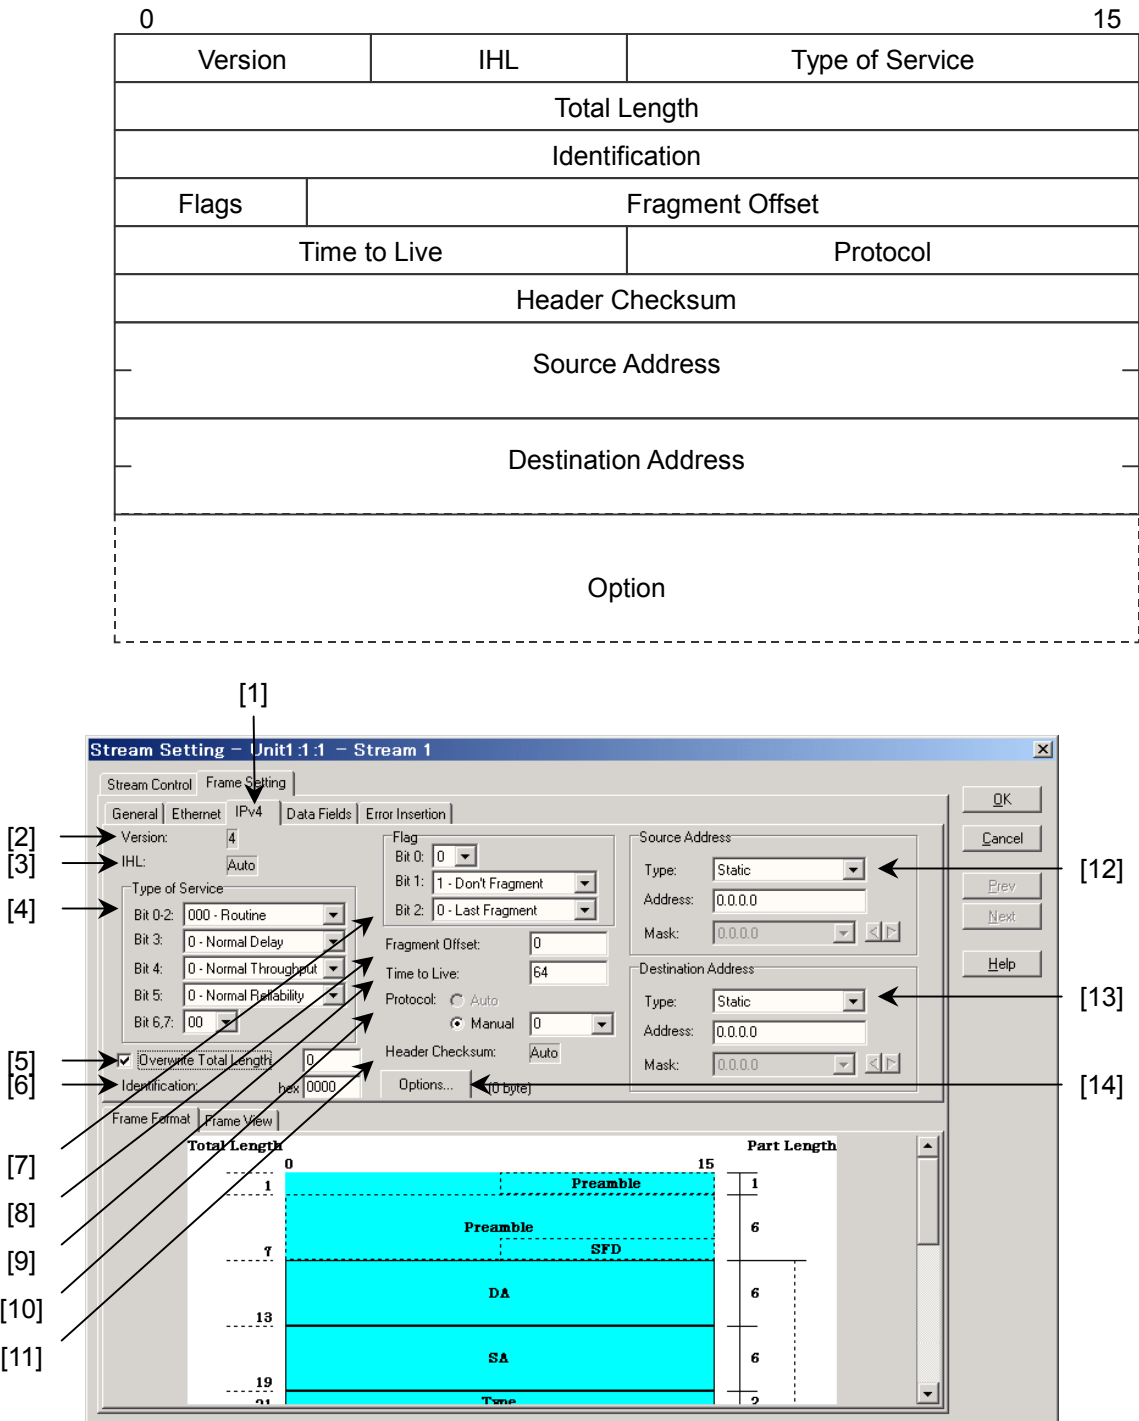 0 15
Version IHL Type of Service
Total Length
Identification
Flags Fragment Offset
Time to Live Protocol
Header Checksum
Source Address
Destination Address
Option
[1]
Stream Setting - Unit1:1:1 - Stream 1
Stream Control Frame Setting
General Ethernet IPv4 Data Fields Error Insertion
[2] Version: 4
[3] IHL: Auto
[4] Type of Service
Bit 0-2: 000 - Routine
Bit 3: 0 - Normal Delay
Bit 4: 0 - Normal Throughput
Bit 5: 0 - Normal Reliability
Bit 6,7: 00
[5] Overwrite Total Length 0
[6] Identification: hex 0000
Flag
Bit 0: 0
Bit 1: 1 - Don't Fragment
Bit 2: 0 - Last Fragment
Fragment Offset: 0
Time to Live: 64
Protocol: Auto
Manual 0
Header Checksum: Auto
Options... (0 byte)
Source Address
Type: Static [12]
Address: 0.0.0.0
Mask: 0.0.0.0
Destination Address
Type: Static [13]
Address: 0.0.0.0
Mask: 0.0.0.0
[14]
OK
Cancel
Prev
Next
Help
[7]
[8]
[9]
[10]
[11]
Frame Format Frame View
Total Length Part Length
0 15
1 Preamble 1
Preamble 6
7 SFD
DA 6
13
SA 6
19
21 Type 2